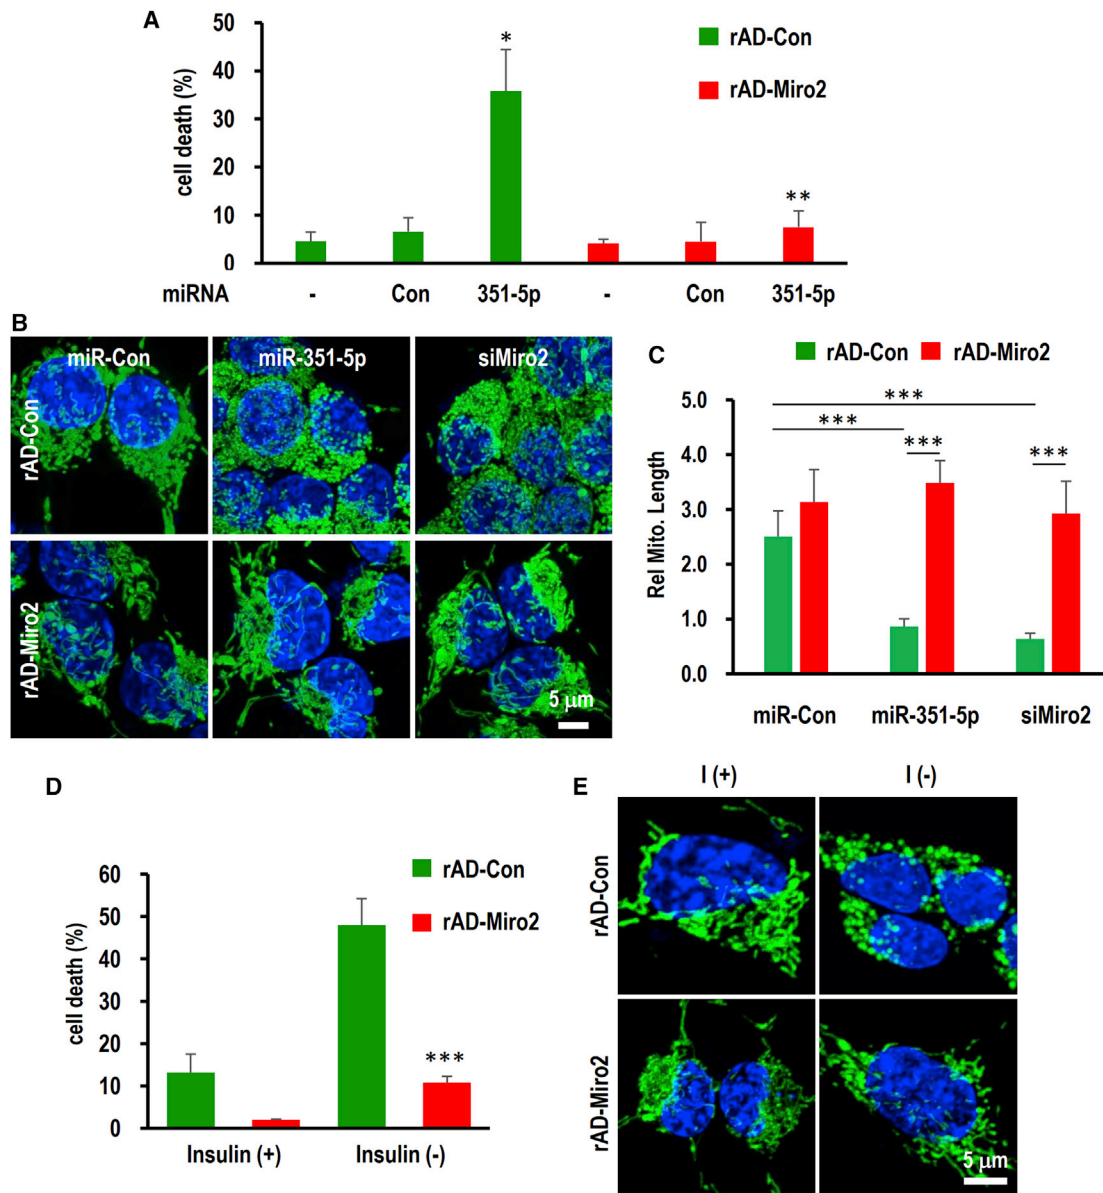 A
50
40
30
20
10
0
cell death (%)
*
**
rAD-Con
rAD-Miro2
miRNA - Con 351-5p - Con 351-5p
B
miR-Con miR-351-5p siMiro2
rAD-Con
rAD-Miro2
5 μm
C
rAD-Con rAD-Miro2
5.0
4.0
3.0
2.0
1.0
0.0
Rel Mito. Length
***
***
***
***
miR-Con miR-351-5p siMiro2
D
60
50
40
30
20
10
0
cell death (%)
rAD-Con
rAD-Miro2
***
Insulin (+) Insulin (-)
E
I (+) I (-)
rAD-Con
rAD-Miro2
5 μm